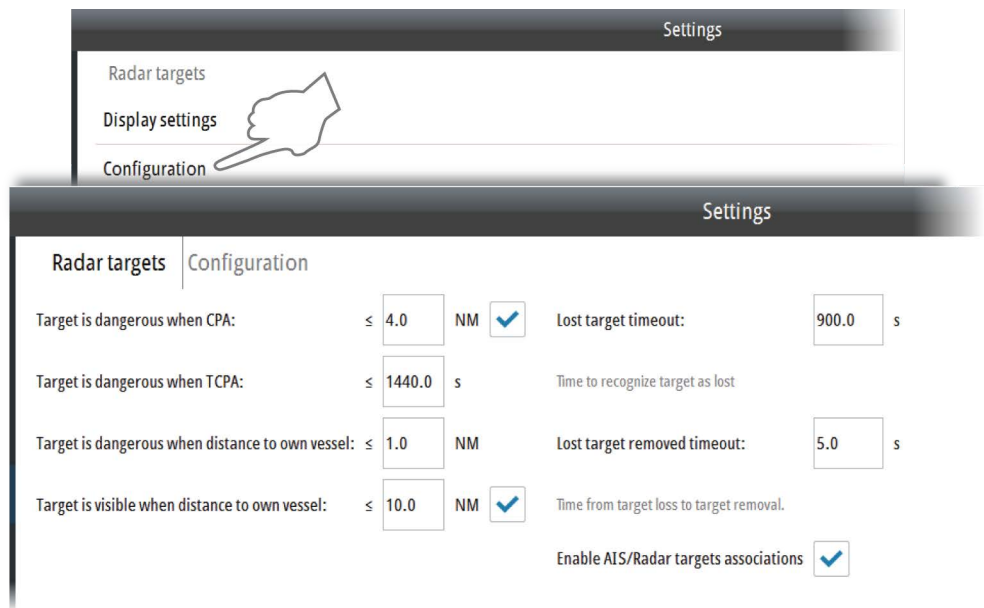 Settings
Radar targets
Display settings
Configuration
Settings
Radar targets Configuration
Target is dangerous when CPA: ≤ 4.0 NM Lost target timeout: 900.0 s
Target is dangerous when TCPA: ≤ 1440.0 s Time to recognize target as lost
Target is dangerous when distance to own vessel: ≤ 1.0 NM Lost target removed timeout: 5.0 s
Target is visible when distance to own vessel: ≤ 10.0 NM Time from target loss to target removal.
Enable AIS/Radar targets associations